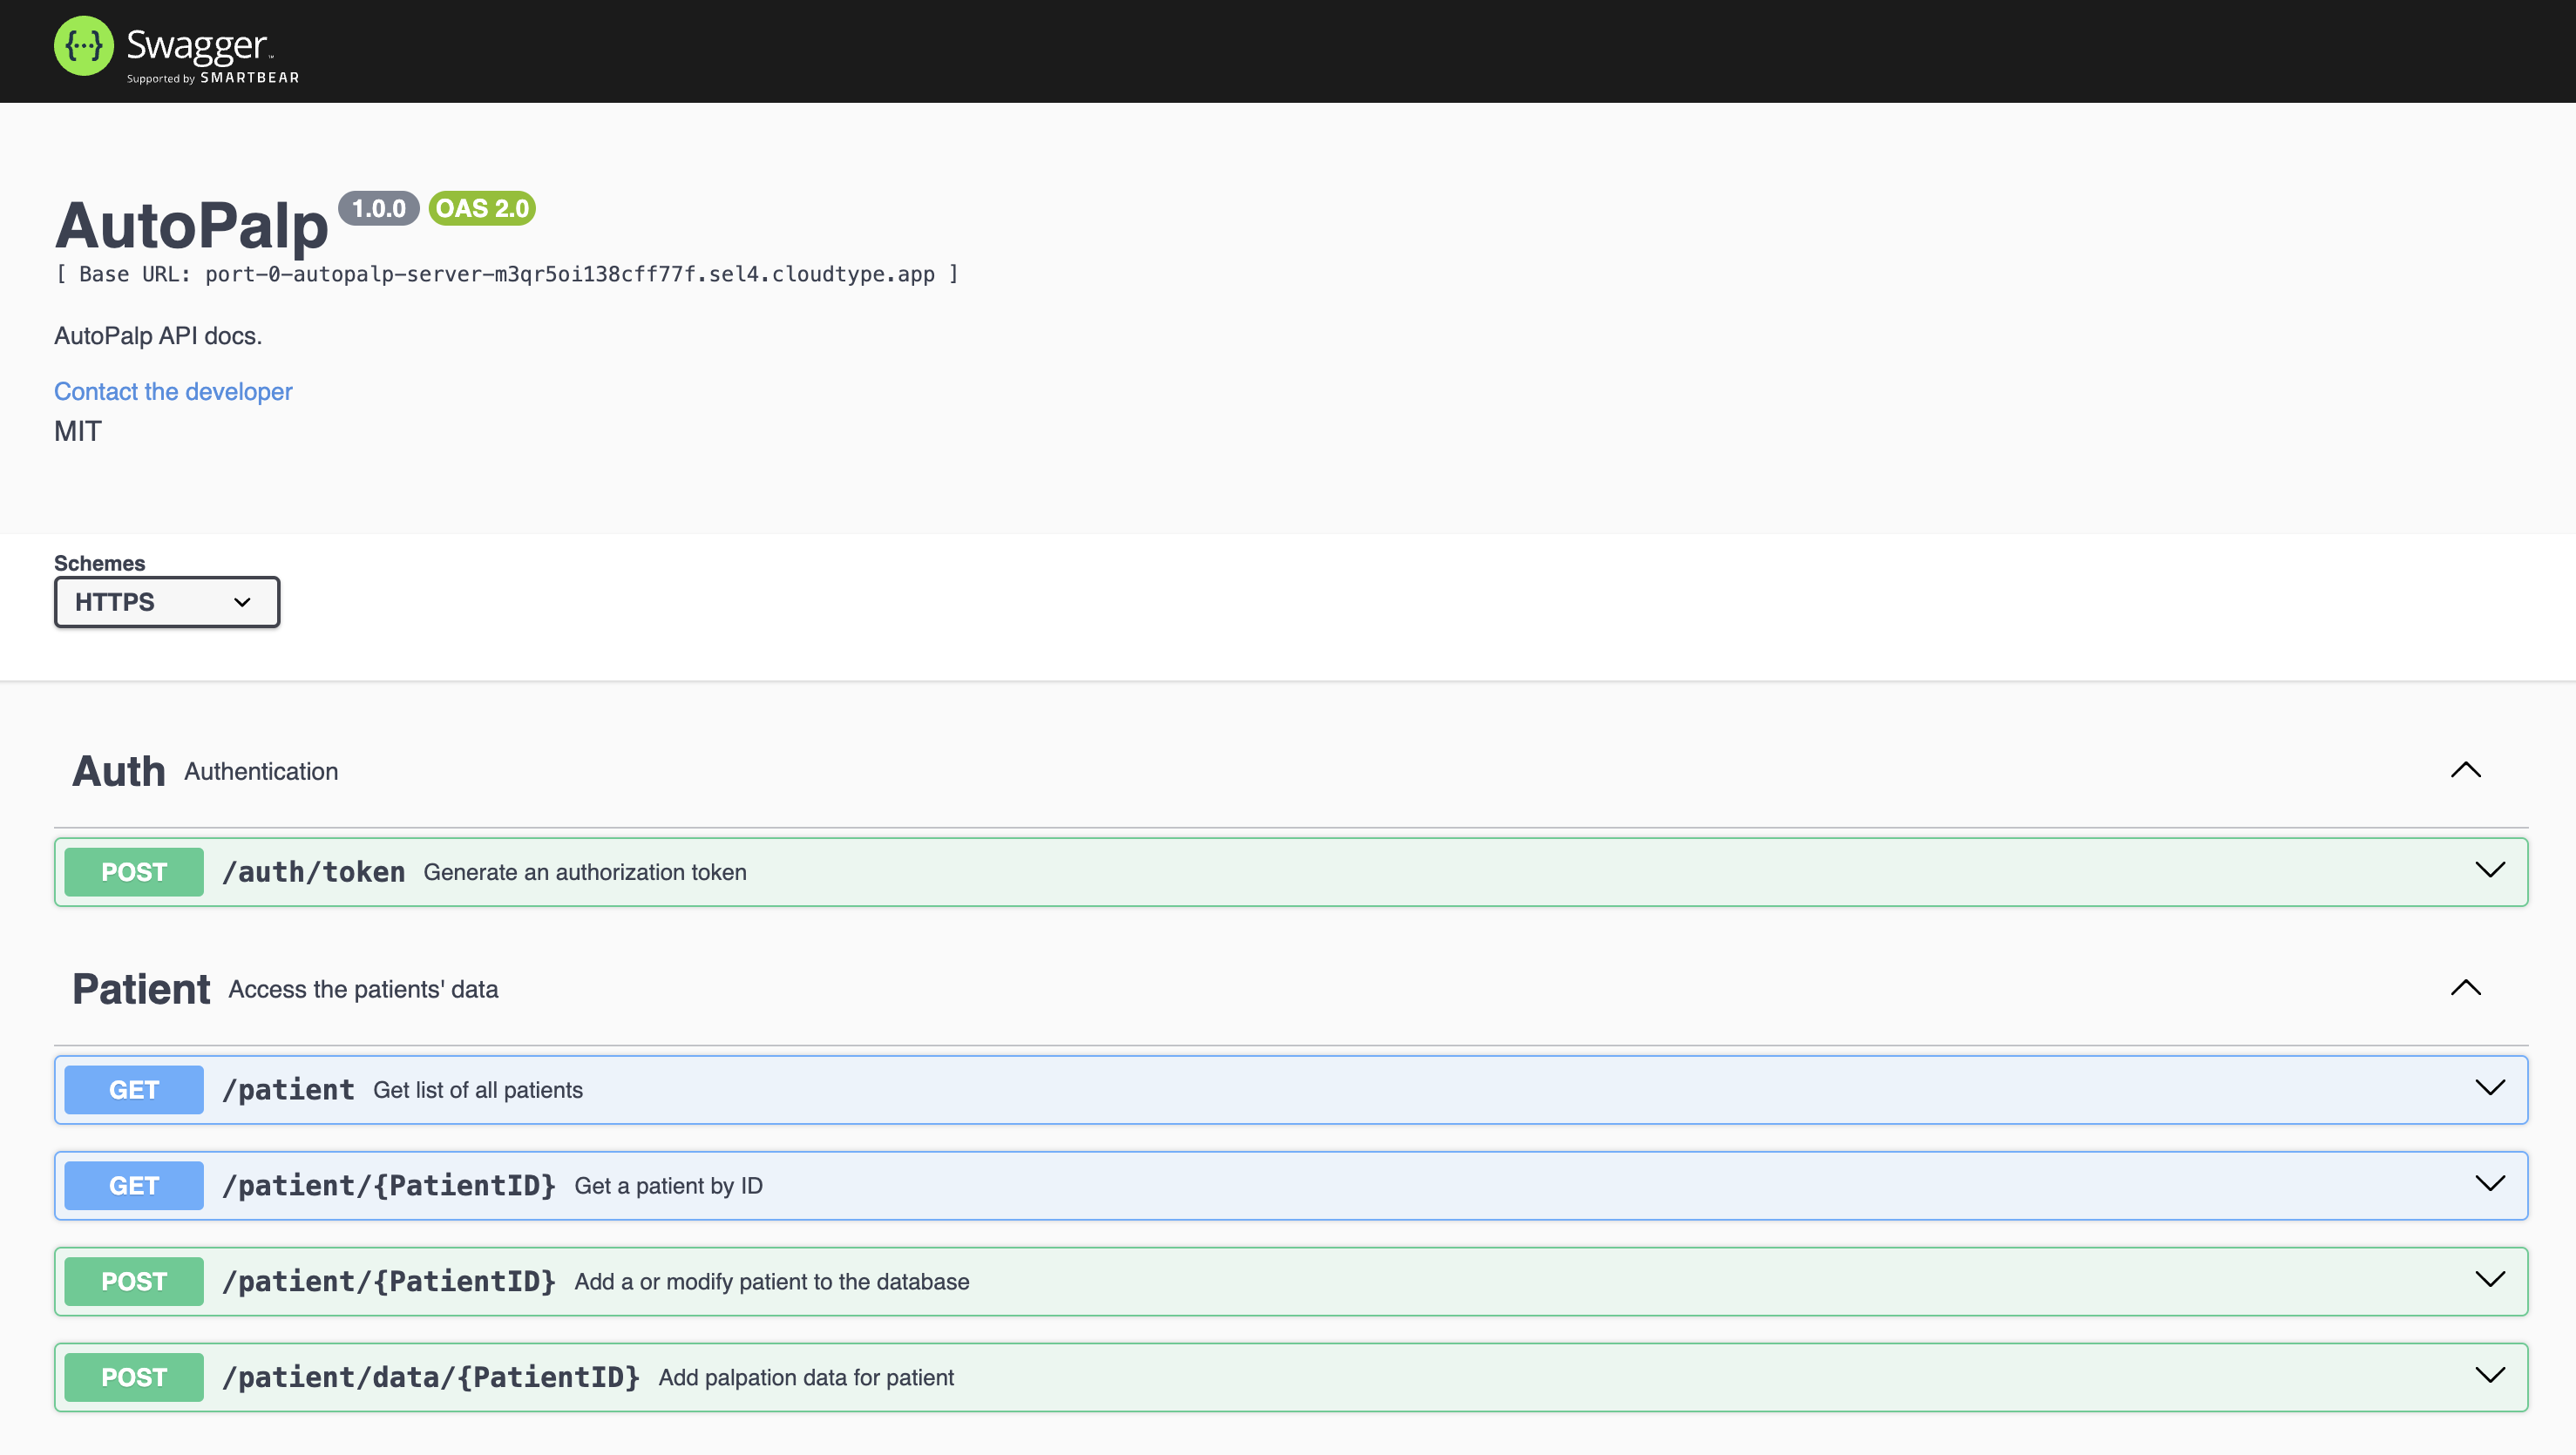 {···} Swagger™
Supported by SMARTBEAR
AutoPalp 1.0.0 OAS 2.0
[ Base URL: port-0-autopalp-server-m3qr5oi138cff77f.sel4.cloudtype.app ]
AutoPalp API docs.
Contact the developer
MIT
Schemes
HTTPS
Auth Authentication
POST /auth/token Generate an authorization token
Patient Access the patients' data
GET /patient Get list of all patients
GET /patient/{PatientID} Get a patient by ID
POST /patient/{PatientID} Add a or modify patient to the database
POST /patient/data/{PatientID} Add palpation data for patient